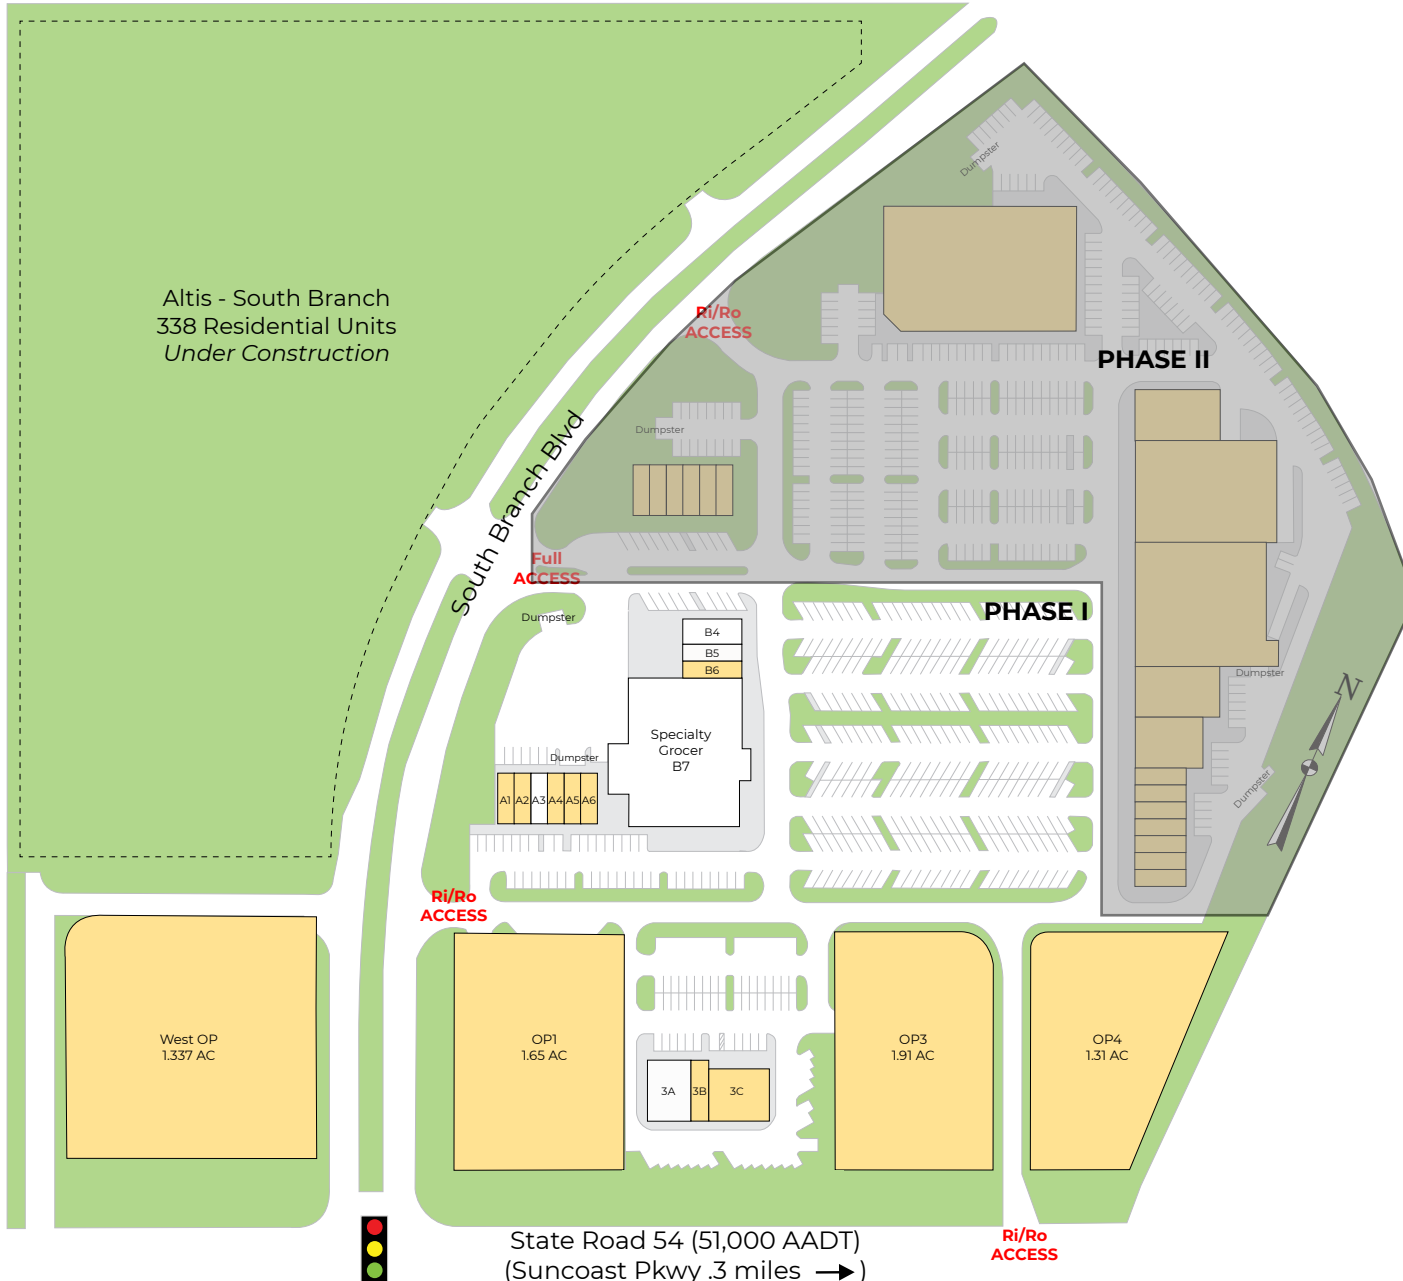 Dumpster
Altis - South Branch
338 Residential Units
Under Construction
Ri/Ro
ACCESS
PHASE II
Dumpster
South Branch Blvd
Full
ACCESS
PHASE I
Dumpster
B4
B5
B6
Dumpster
N
Specialty
Grocer
B7
Dumpster
Dumpster
A1
A2
A3
A4
A5
A6
Ri/Ro
ACCESS
West OP
1.337 AC
OP1
1.65 AC
OP3
1.91 AC
OP4
1.31 AC
3A
3B
3C
State Road 54 (51,000 AADT)
(Suncoast Pkwy .3 miles →)
Ri/Ro
ACCESS